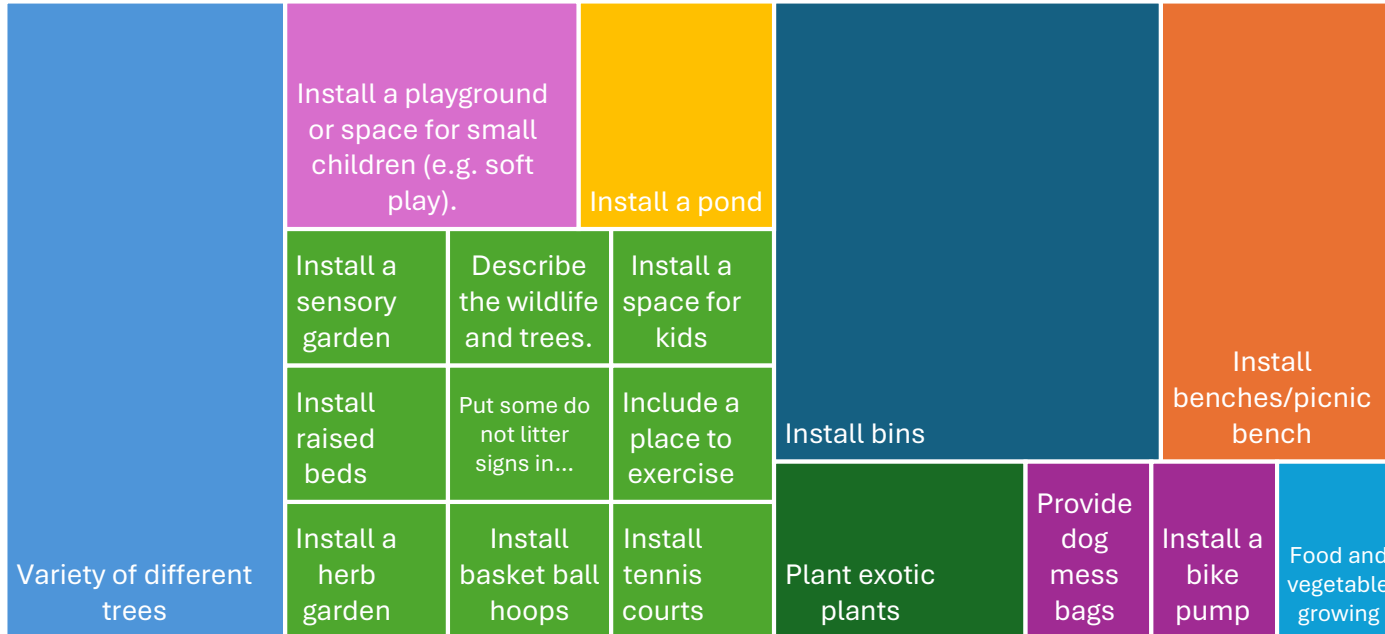 Variety of different
trees
Install a playground
or space for small
children (e.g. soft
play).
Install a pond
Install a
sensory
garden
Describe
the wildlife
and trees.
Install a
space for
kids
Install
raised
beds
Put some do
not litter
signs in...
Include a
place to
exercise
Install a
herb
garden
Install
basket ball
hoops
Install
tennis
courts
Install bins
Install
benches/picnic
bench
Plant exotic
plants
Provide
dog
mess
bags
Install a
bike
pump
Food and
vegetable
growing